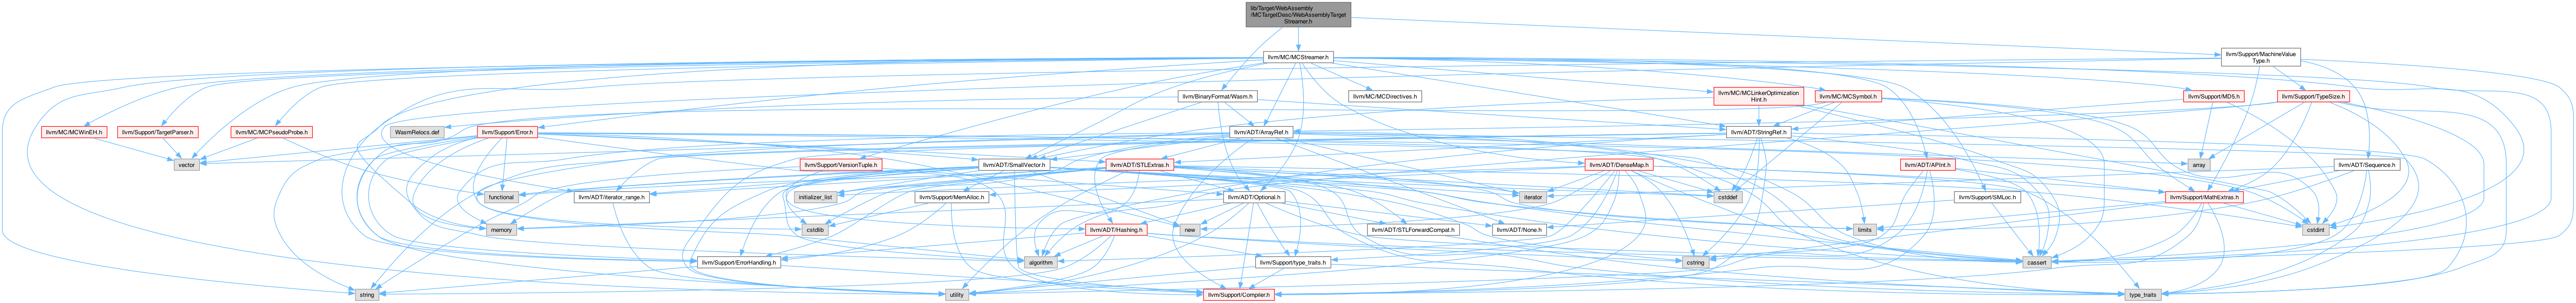 lib/Target/WebAssembly
/MCTargetDesc/WebAssemblyTarget
Streamer.h
llvm/MC/MCStreamer.h
llvm/Support/MachineValue
Type.h
llvm/BinaryFormat/Wasm.h
llvm/MC/MCDirectives.h
llvm/MC/MCLinkerOptimization
Hint.h
llvm/MC/MCSymbol.h
llvm/Support/MD5.h
llvm/Support/TypeSize.h
llvm/MC/MCWinEH.h
llvm/Support/TargetParser.h
llvm/MC/MCPseudoProbe.h
WasmRelocs.def
llvm/Support/Error.h
llvm/ADT/ArrayRef.h
llvm/ADT/StringRef.h
vector
llvm/Support/VersionTuple.h
llvm/ADT/SmallVector.h
llvm/ADT/STLExtras.h
llvm/ADT/DenseMap.h
llvm/ADT/APInt.h
array
llvm/ADT/Sequence.h
functional
llvm/ADT/iterator_range.h
initializer_list
llvm/Support/MemAlloc.h
llvm/ADT/Optional.h
iterator
cstddef
llvm/Support/SMLoc.h
llvm/Support/MathExtras.h
memory
cstdlib
llvm/ADT/Hashing.h
new
llvm/ADT/STLForwardCompat.h
llvm/ADT/None.h
limits
cstdint
llvm/Support/ErrorHandling.h
algorithm
llvm/Support/type_traits.h
cstring
cassert
string
utility
llvm/Support/Compiler.h
type_traits